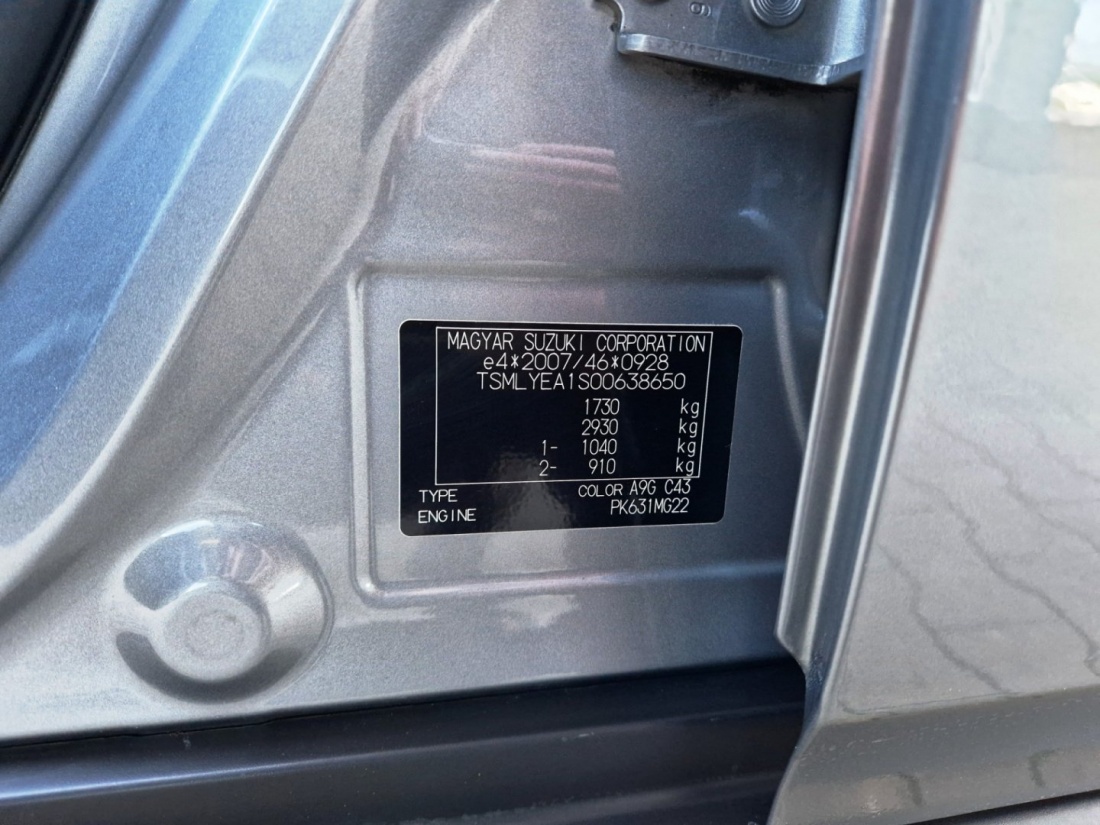 MAGYAR SUZUKI CORPORATION
e4*2007/46*0928
TSMLYEA1S00638650
1730 kg
2930 kg
1- 1040 kg
2- 910 kg
TYPE COLOR A9G C43
ENGINE PK631MG22